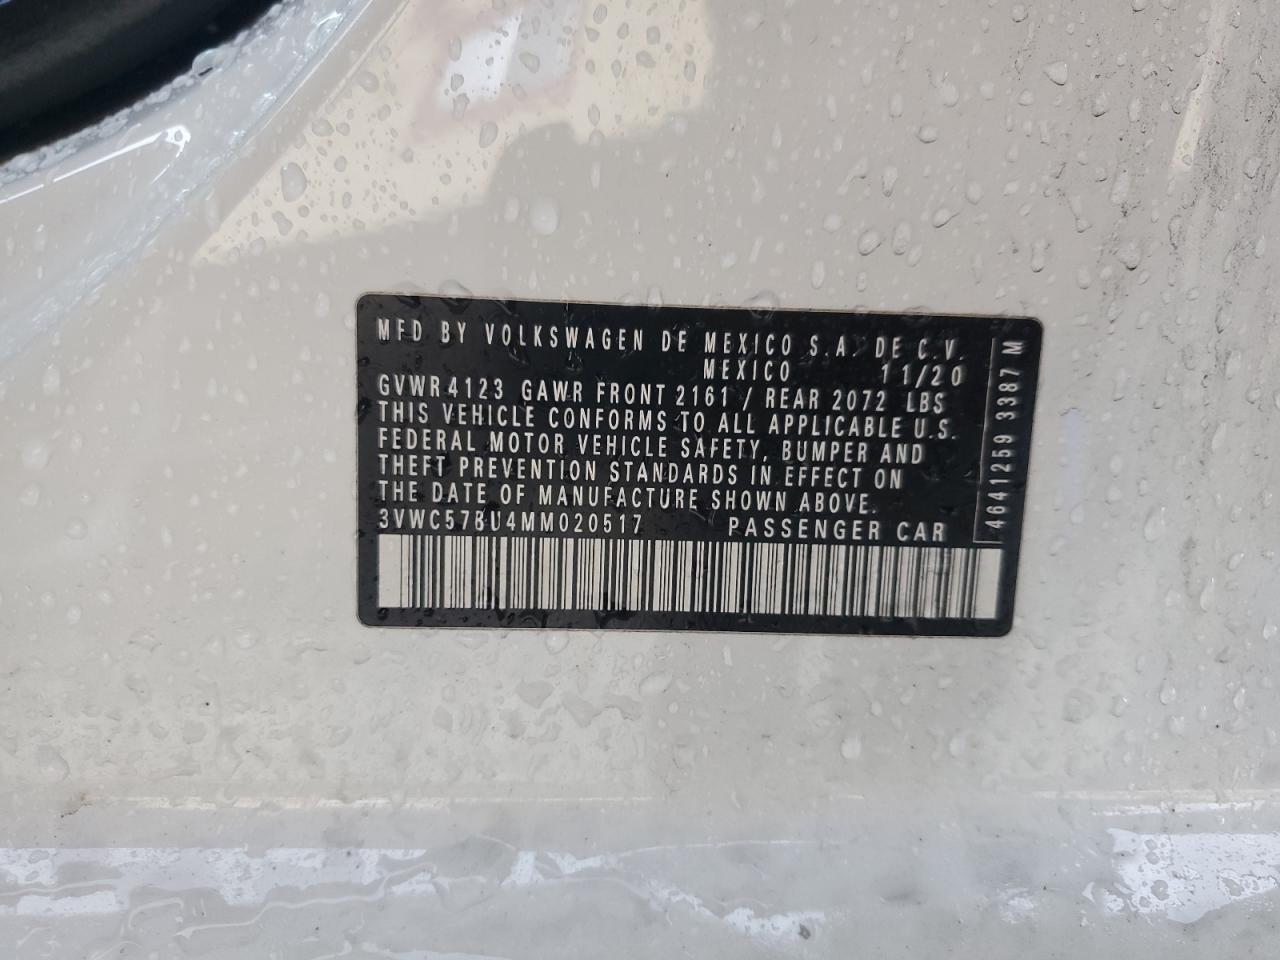 MFD BY VOLKSWAGEN DE MEXICO S.A. DE C.V.
MEXICO 11/20
GVWR 4123 GAWR FRONT 2161 / REAR 2072 LBS
THIS VEHICLE CONFORMS TO ALL APPLICABLE U.S.
FEDERAL MOTOR VEHICLE SAFETY, BUMPER AND
THEFT PREVENTION STANDARDS IN EFFECT ON
THE DATE OF MANUFACTURE SHOWN ABOVE.
3VWC57BU4MM020517 PASSENGER CAR
4641259 3387 M